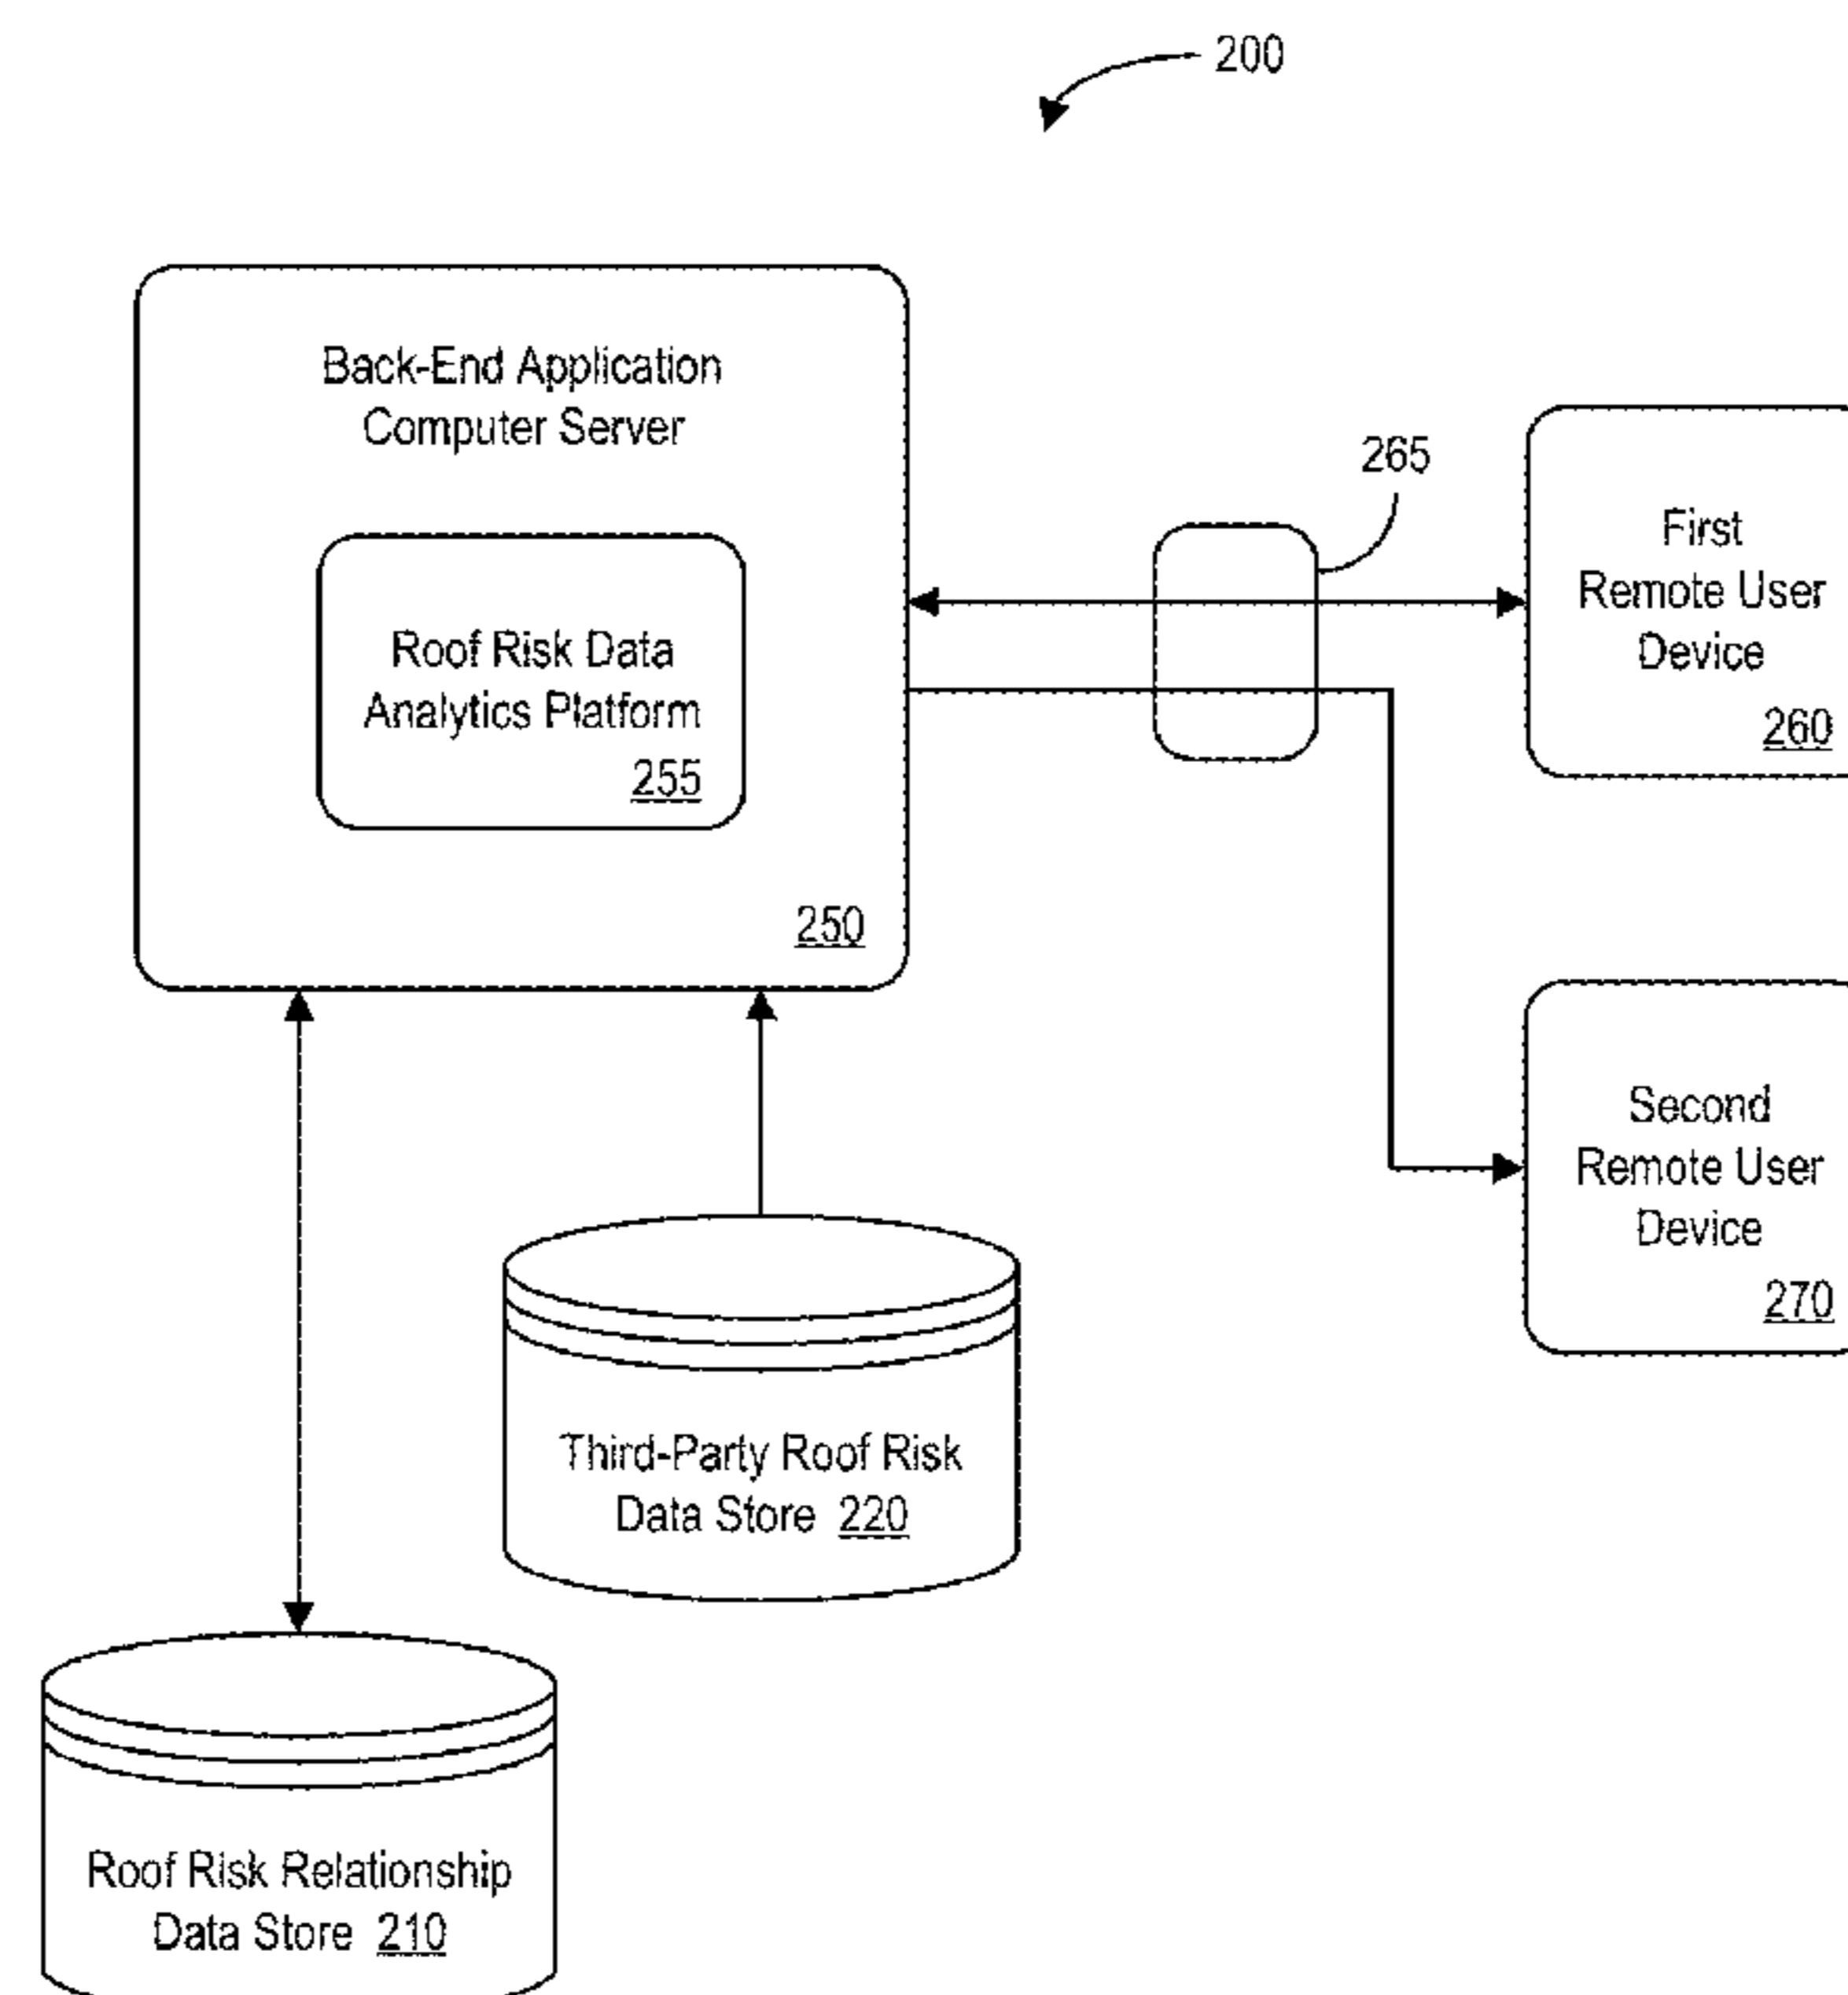 200
Back-End Application
Computer Server
Roof Risk Data
Analytics Platform
255
250
265
First
Remote User
Device
260
Second
Remote User
Device
270
Third-Party Roof Risk
Data Store 220
Roof Risk Relationship
Data Store 210